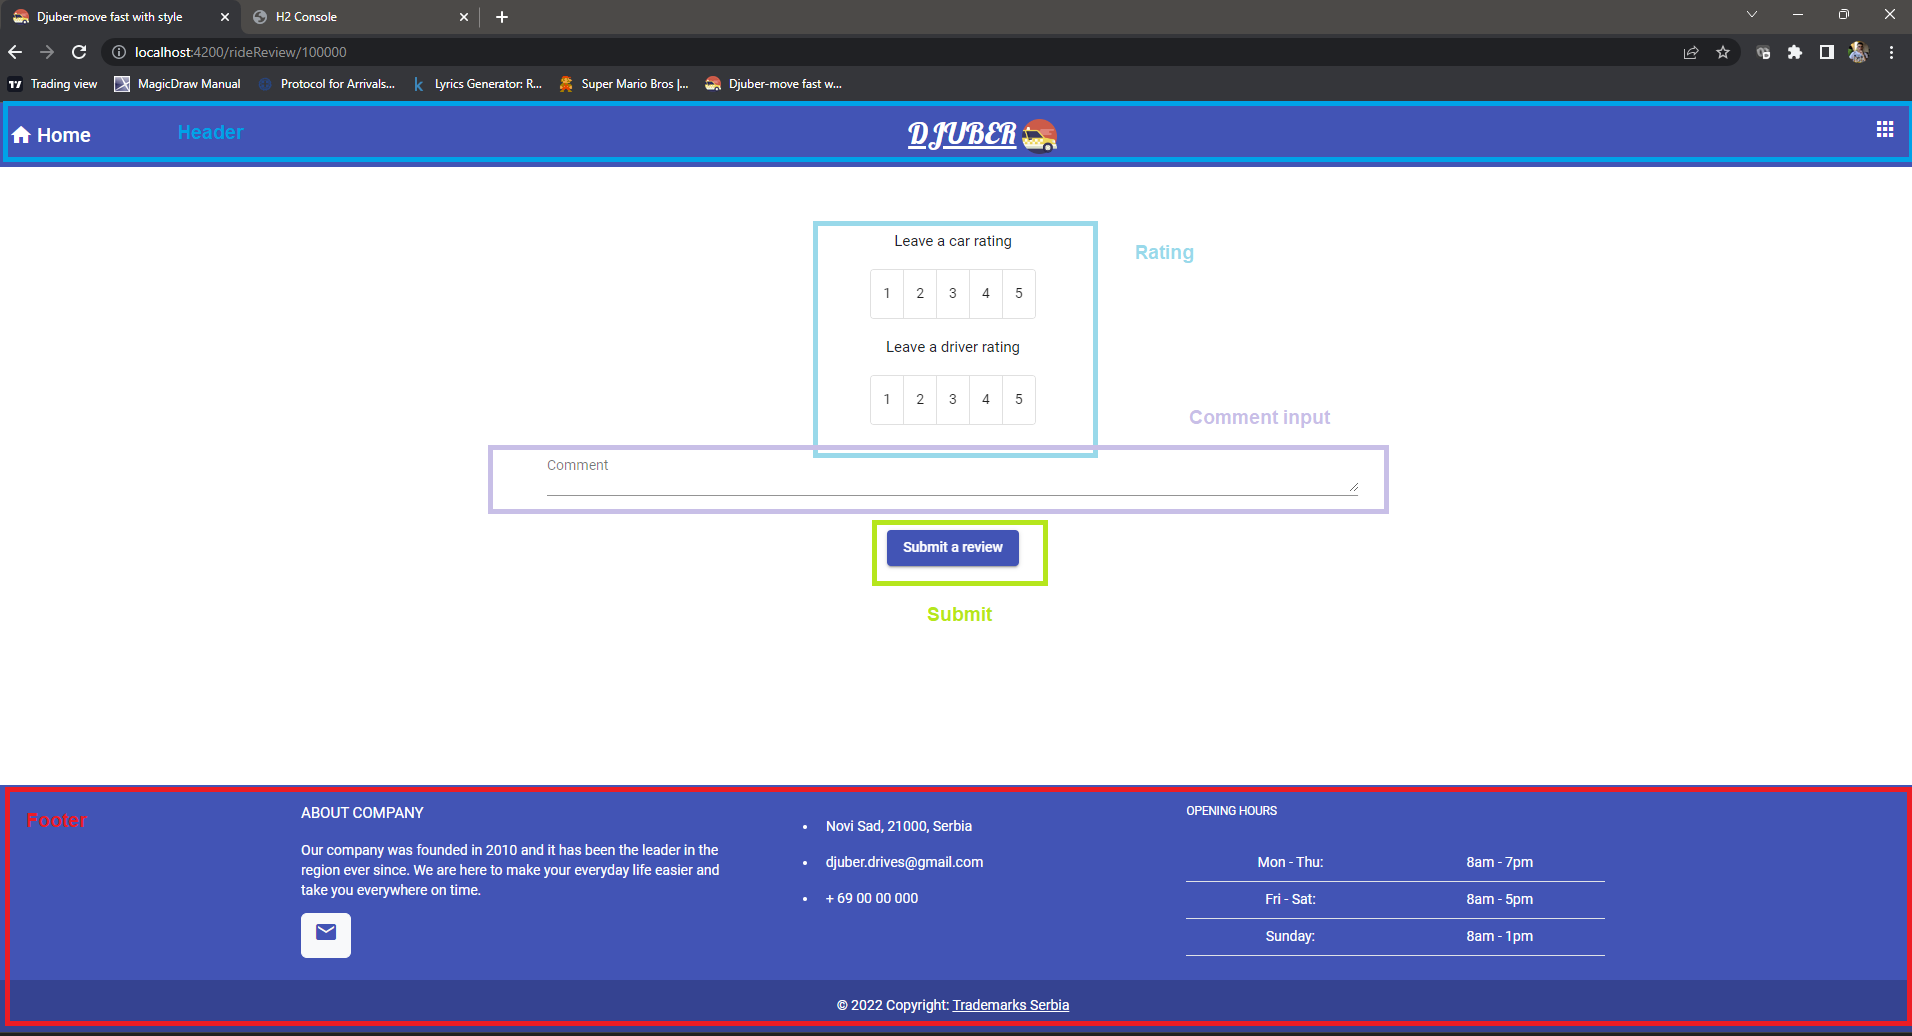 Djuber-move fast with style
H2 Console
localhost:4200/rideReview/100000
Trading view
MagicDraw Manual
Protocol for Arrivals...
k Lyrics Generator: R...
Super Mario Bros |...
Djuber-move fast w...
Home
Header
DJUBER
Leave a car rating
Rating
1 2 3 4 5
Leave a driver rating
1 2 3 4 5
Comment input
Comment
Submit a review
Submit
Footer
ABOUT COMPANY
Our company was founded in 2010 and it has been the leader in the
region ever since. We are here to make your everyday life easier and
take you everywhere on time.
• Novi Sad, 21000, Serbia
• djuber.drives@gmail.com
• + 69 00 00 000
OPENING HOURS
Mon - Thu: 8am - 7pm
Fri - Sat: 8am - 5pm
Sunday: 8am - 1pm
© 2022 Copyright: Trademarks Serbia